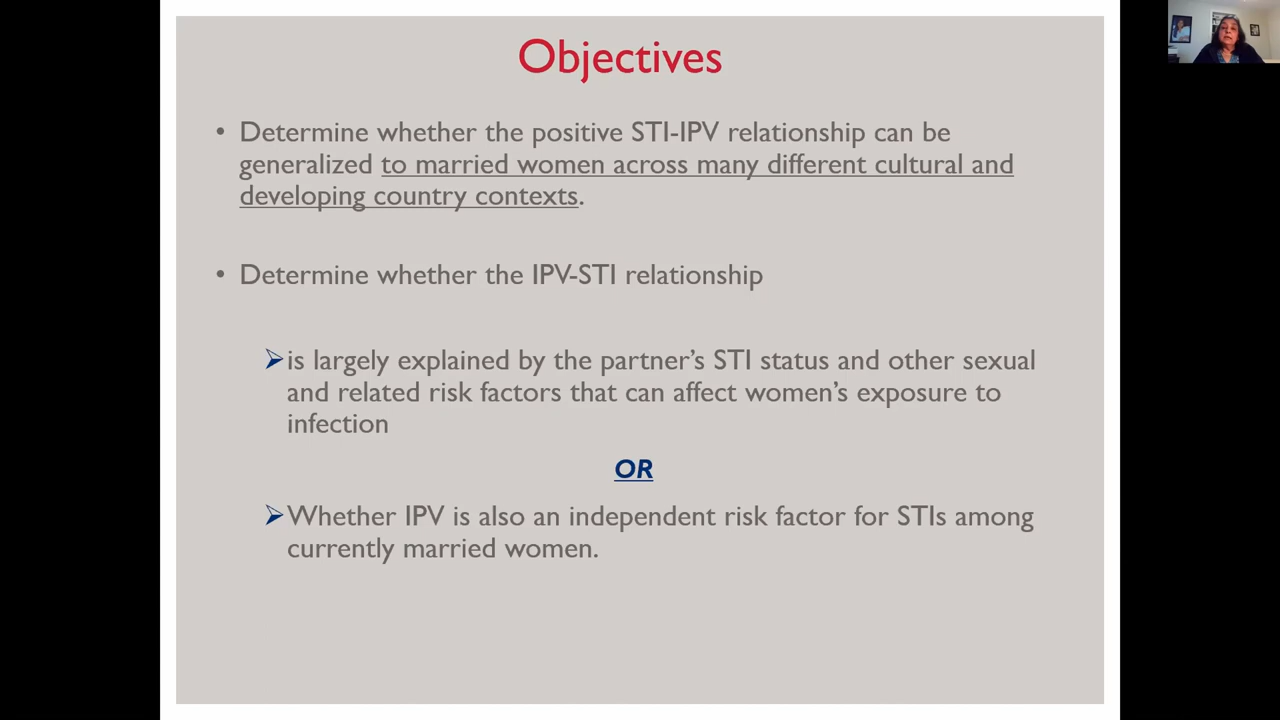 Objectives
• Determine whether the positive STI-IPV relationship can be
generalized to married women across many different cultural and
developing country contexts.
• Determine whether the IPV-STI relationship
➢is largely explained by the partner’s STI status and other sexual
and related risk factors that can affect women’s exposure to
infection
OR
➢Whether IPV is also an independent risk factor for STIs among
currently married women.